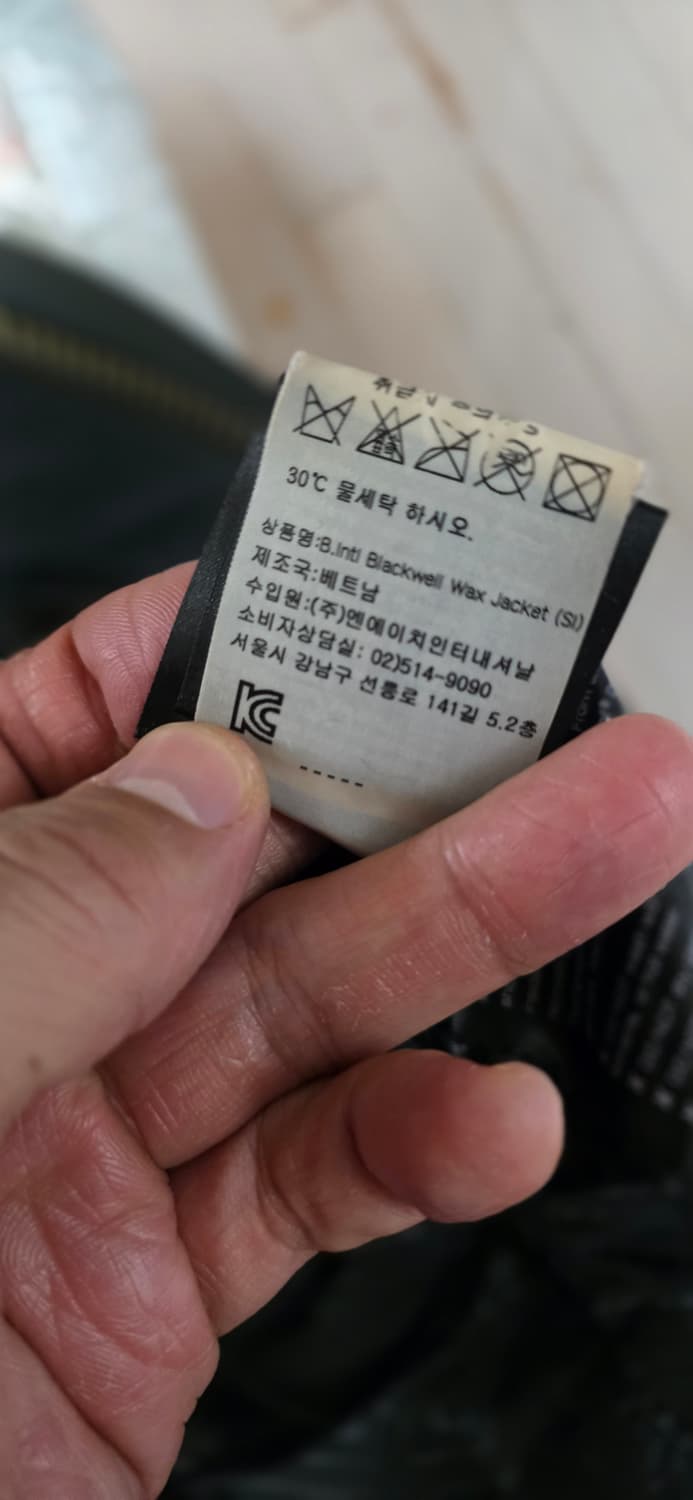 30℃ 물세탁 하시오.
상품명:B.Intl Blackwell Wax Jacket (Sl)
제조국:베트남
수입원:(주)엔에이치인터내셔날
소비자상담실: 02)514-9090
서울시 강남구 선릉로 141길 5.2층
KC
-----